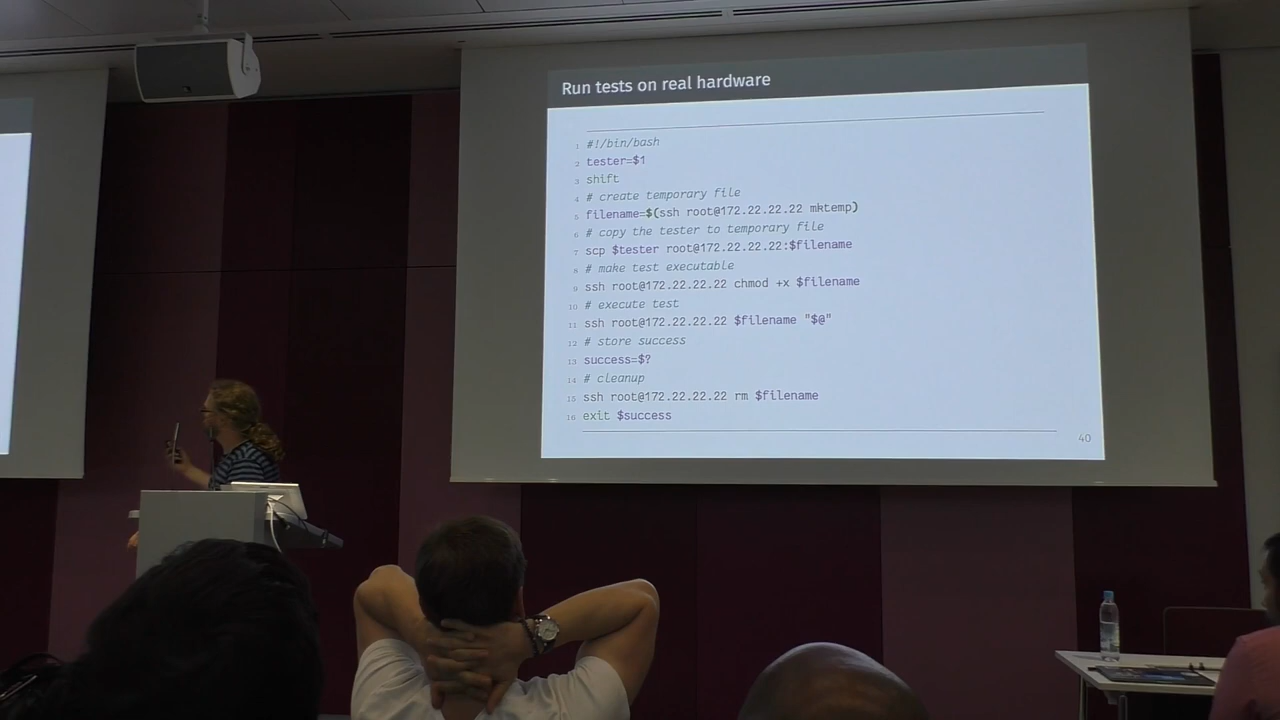 Run tests on real hardware
1 #!/bin/bash
2 tester=$1
3 shift
4 # create temporary file
5 filename=$(ssh root@172.22.22.22 mktemp)
6 # copy the tester to temporary file
7 scp $tester root@172.22.22.22:$filename
8 # make test executable
9 ssh root@172.22.22.22 chmod +x $filename
10 # execute test
11 ssh root@172.22.22.22 $filename "$@"
12 # store success
13 success=$?
14 # cleanup
15 ssh root@172.22.22.22 rm $filename
16 exit $success
40